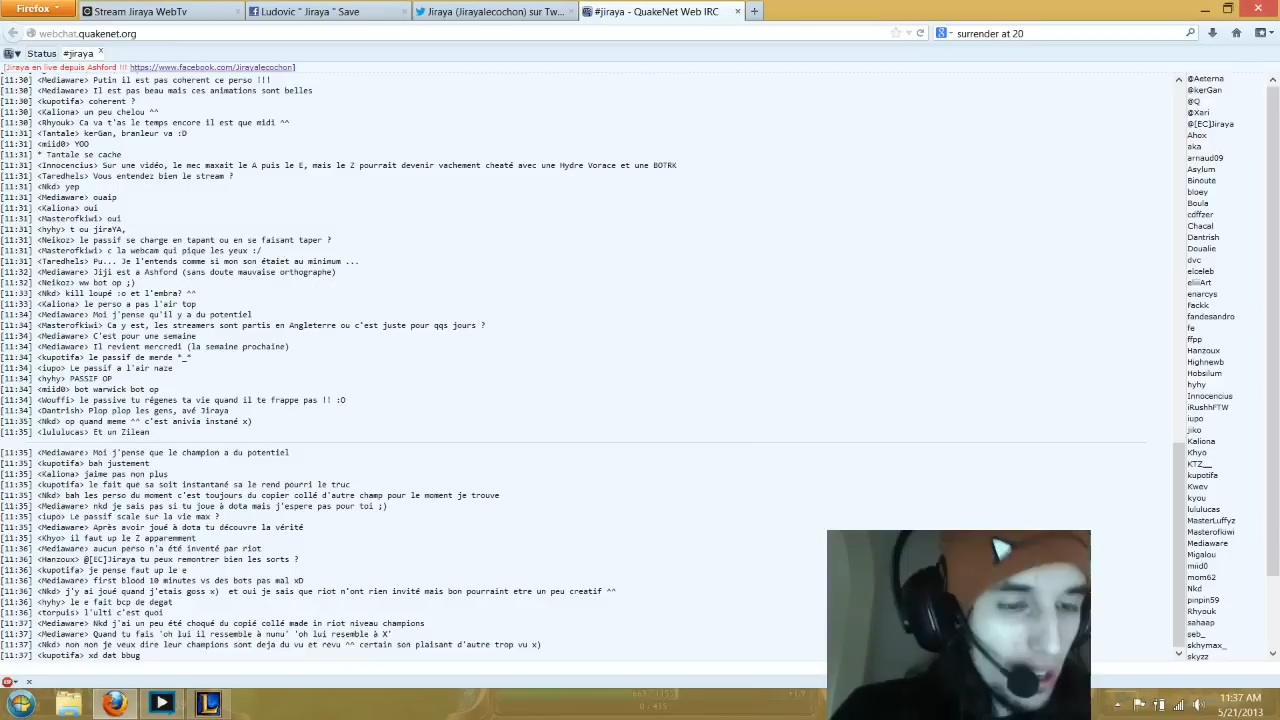 Firefox
Stream Jiraya WebTv
Ludovic " Jiraya " Save
Jiraya (Jirayalecochon) sur Tw...
#jiraya - QuakeNet Web IRC
webchat.quakenet.org
surrender at 20
Status
#jiraya
[Jiraya en live depuis Ashford !!! https://www.facebook.com/Jirayalecochon]
[11:30] <Mediaware> Putin il est pas coherent ce perso !!!
[11:30] <Mediaware> Il est pas beau mais ces animations sont belles
[11:30] <kupotifa> coherent ?
[11:30] <Kaliona> un peu chelou ^^
[11:30] <Rhyouk> Ca va t'as le temps encore il est que midi ^^
[11:31] <Tantale> kerGan, branleur va :D
[11:31] <miid0> YOO
[11:31] * Tantale se cache
[11:31] <Innocencius> Sur une vidéo, le mec maxait le A puis le E, mais le Z pourrait devenir vachement cheaté avec une Hydre Vorace et une BOTRK
[11:31] <Taredhels> Vous entendez bien le stream ?
[11:31] <Nkd> yep
[11:31] <Mediaware> ouaip
[11:31] <Kaliona> oui
[11:31] <Masterofkiwi> oui
[11:31] <hyhy> t ou jiraYA,
[11:31] <Neikoz> le passif se charge en tapant ou en se faisant taper ?
[11:31] <Masterofkiwi> c la webcam qui pique les yeux :/
[11:31] <Taredhels> Pu... Je l'entends comme si mon son étaiet au minimum ...
[11:32] <Mediaware> Jiji est a Ashford (sans doute mauvaise orthographe)
[11:32] <Neikoz> ww bot op ;)
[11:33] <Nkd> kill loupé :o et l'embra? ^^
[11:33] <Kaliona> le perso a pas l'air top
[11:34] <Mediaware> Moi j'pense qu'il y a du potentiel
[11:34] <Masterofkiwi> Ca y est, les streamers sont partis en Angleterre ou c'est juste pour qqs jours ?
[11:34] <Mediaware> C'est pour une semaine
[11:34] <Mediaware> Il revient mercredi (la semaine prochaine)
[11:34] <kupotifa> le passif de merde *_*
[11:34] <iupo> Le passif a l'air naze
[11:34] <hyhy> PASSIF OP
[11:34] <miid0> bot warwick bot op
[11:34] <Wouffi> le passive tu régenes ta vie quand il te frappe pas !! :O
[11:34] <Dantrish> Plop plop les gens, avé Jiraya
[11:35] <Nkd> op quand meme ^^ c'est anivia instané x)
[11:35] <lululucas> Et un Zilean
[11:35] <Mediaware> Moi j'pense que le champion a du potentiel
[11:35] <kupotifa> bah justement
[11:35] <Kaliona> jaime pas non plus
[11:35] <kupotifa> le fait que sa soit instantané sa le rend pourri le truc
[11:35] <Nkd> bah les perso du moment c'est toujours du copier collé d'autre champ pour le moment je trouve
[11:35] <Mediaware> nkd je sais pas si tu joue à dota mais j'espere pas pour toi ;)
[11:35] <iupo> Le passif scale sur la vie max ?
[11:35] <Mediaware> Après avoir joué à dota tu découvre la vérité
[11:35] <Khyo> il faut up le Z apparemment
[11:36] <Mediaware> aucun perso n'a été inventé par riot
[11:36] <Hanzoux> @[EC]Jiraya tu peux remontrer bien les sorts ?
[11:36] <kupotifa> je pense faut up le e
[11:36] <Mediaware> first blood 10 minutes vs des bots pas mal xD
[11:36] <Nkd> j'y ai joué quand j'etais goss x)  et oui je sais que riot n'ont rien invité mais bon pourraint etre un peu creatif ^^
[11:36] <hyhy> le e fait bcp de degat
[11:36] <torpuis> l'ulti c'est quoi
[11:37] <Mediaware> Nkd j'ai un peu été choqué du copié collé made in riot niveau champions
[11:37] <Mediaware> Quand tu fais 'oh lui il ressemble à nunu' 'oh lui resemble à X'
[11:37] <Nkd> non non je veux dire leur champions sont deja du vu et revu ^^ certain son plaisant d'autre trop vu x)
[11:37] <kupotifa> xd dat bbug
@Aeterna
@kerGan
@Q
@Xari
@[EC]Jiraya
Ahox
aka
arnaud09
Asylum
Binoute
bloey
Boula
cdffzer
Chacal
Dantrish
Doualie
dvc
elceleb
eliiiArt
enarcys
Fackk
fandesandro
fe
ffpp
Hanzoux
Highnewb
Hobsilum
hyhy
Innocencius
iRushhFTW
iupo
jiko
Kaliona
Khyo
KTZ__
kupotifa
Kwev
kyou
lululucas
MasterLuffyz
Masterofkiwi
Mediaware
Migalou
miid0
mom62
Nkd
pinpin59
Rhyouk
sahaap
seb_
skhymax_
skyzz
11:37 AM
5/21/2013